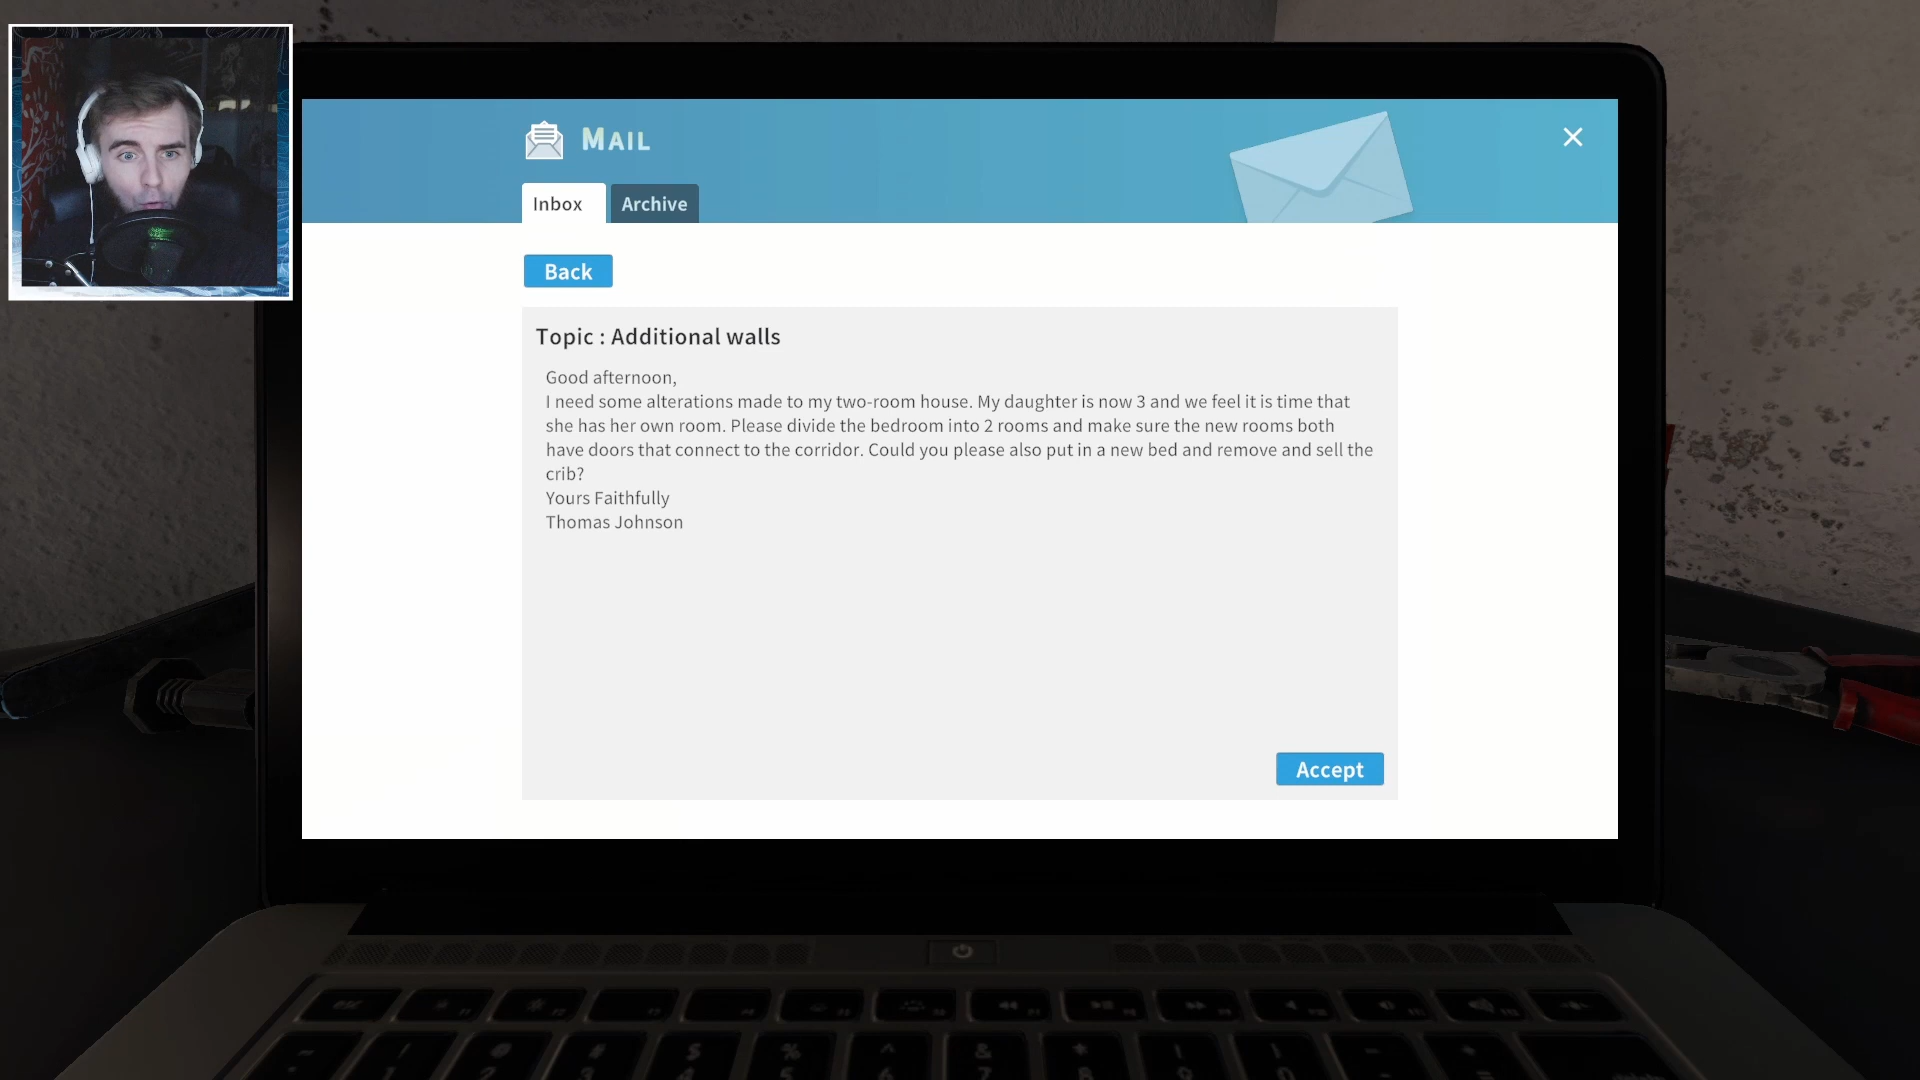 MAIL
Inbox
Archive
Back
Topic : Additional walls
Good afternoon,
I need some alterations made to my two-room house. My daughter is now 3 and we feel it is time that
she has her own room. Please divide the bedroom into 2 rooms and make sure the new rooms both
have doors that connect to the corridor. Could you please also put in a new bed and remove and sell the
crib?
Yours Faithfully
Thomas Johnson
Accept